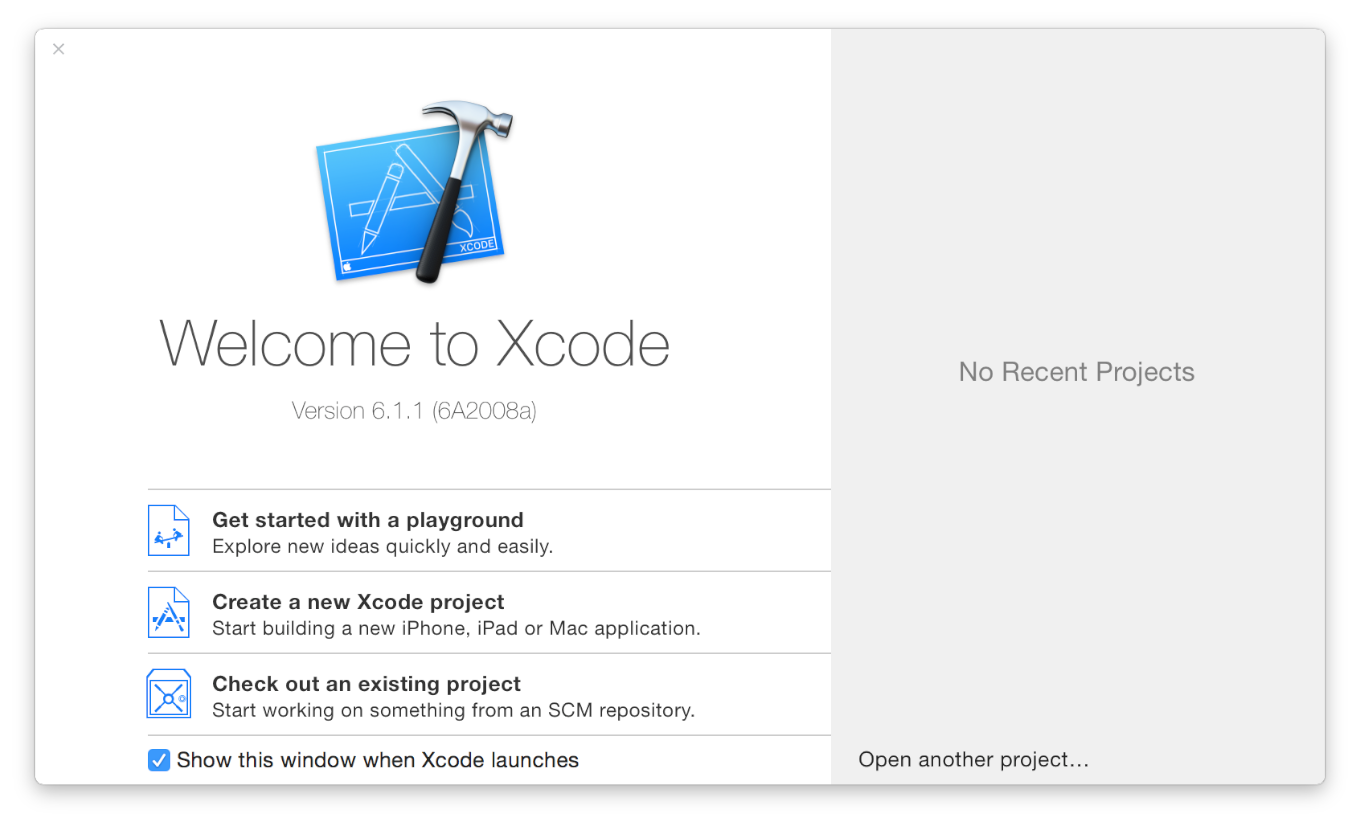 XCODE
Welcome to Xcode
Version 6.1.1 (6A2008a)
Get started with a playground
Explore new ideas quickly and easily.
Create a new Xcode project
Start building a new iPhone, iPad or Mac application.
Check out an existing project
Start working on something from an SCM repository.
Show this window when Xcode launches
No Recent Projects
Open another project…